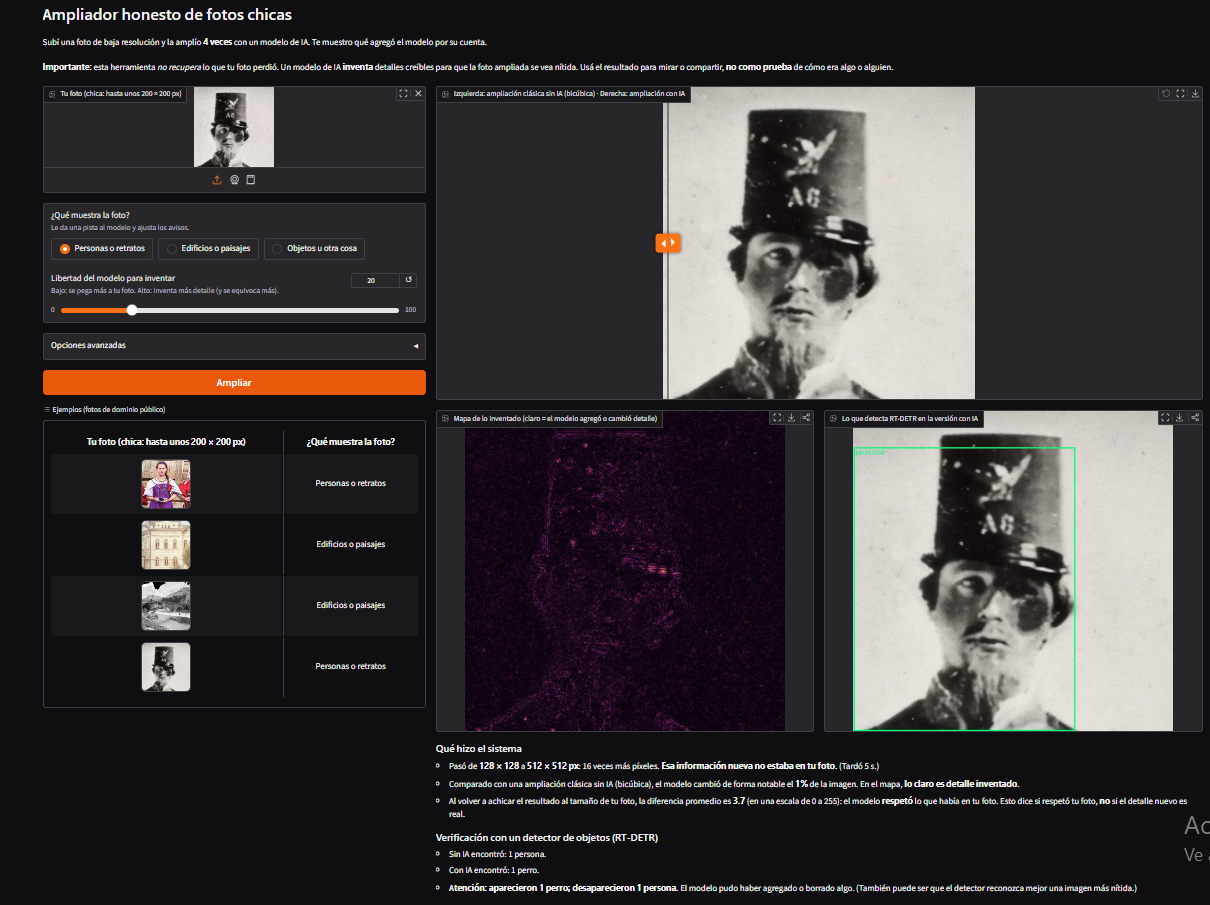 Ampliador honesto de fotos chicas
Subí una foto de baja resolución y la amplío 4 veces con un modelo de IA. Te muestro qué agregó el modelo por su cuenta.
Importante: esta herramienta no recupera lo que tu foto perdió. Un modelo de IA inventa detalles creíbles para que la foto ampliada se vea nítida. Usá el resultado para mirar o compartir, no como prueba de cómo era algo o alguien.
Tu foto (chica: hasta unos 200 × 200 px)
¿Qué muestra la foto?
Le da una pista al modelo y ajusta los avisos.
Personas o retratos
Edificios o paisajes
Objetos u otra cosa
Libertad del modelo para inventar
20
Bajo: se pega más a tu foto. Alto: inventa más detalle (y se equivoca más).
0
100
Opciones avanzadas
Ampliar
Ejemplos (fotos de dominio público)
Tu foto (chica: hasta unos 200 × 200 px)
¿Qué muestra la foto?
Personas o retratos
Edificios o paisajes
Edificios o paisajes
Personas o retratos
Izquierda: ampliación clásica sin IA (bicúbica) · Derecha: ampliación con IA
AG
Mapa de lo inventado (claro = el modelo agregó o cambió detalle)
Lo que detecta RT-DETR en la versión con IA
AG
Qué hizo el sistema
Pasó de 128 × 128 a 512 × 512 px: 16 veces más píxeles. Esa información nueva no estaba en tu foto. (Tardó 5 s.)
Comparado con una ampliación clásica sin IA (bicúbica), el modelo cambió de forma notable el 1% de la imagen. En el mapa, lo claro es detalle inventado.
Al volver a achicar el resultado al tamaño de tu foto, la diferencia promedio es 3.7 (en una escala de 0 a 255): el modelo respetó lo que había en tu foto. Esto dice si respetó tu foto, no si el detalle nuevo es
real.
Verificación con un detector de objetos (RT-DETR)
Sin IA encontró: 1 persona.
Con IA encontró: 1 perro.
Atención: aparecieron 1 perro; desaparecieron 1 persona. El modelo pudo haber agregado o borrado algo. (También puede ser que el detector reconozca mejor una imagen más nítida.)
Ve